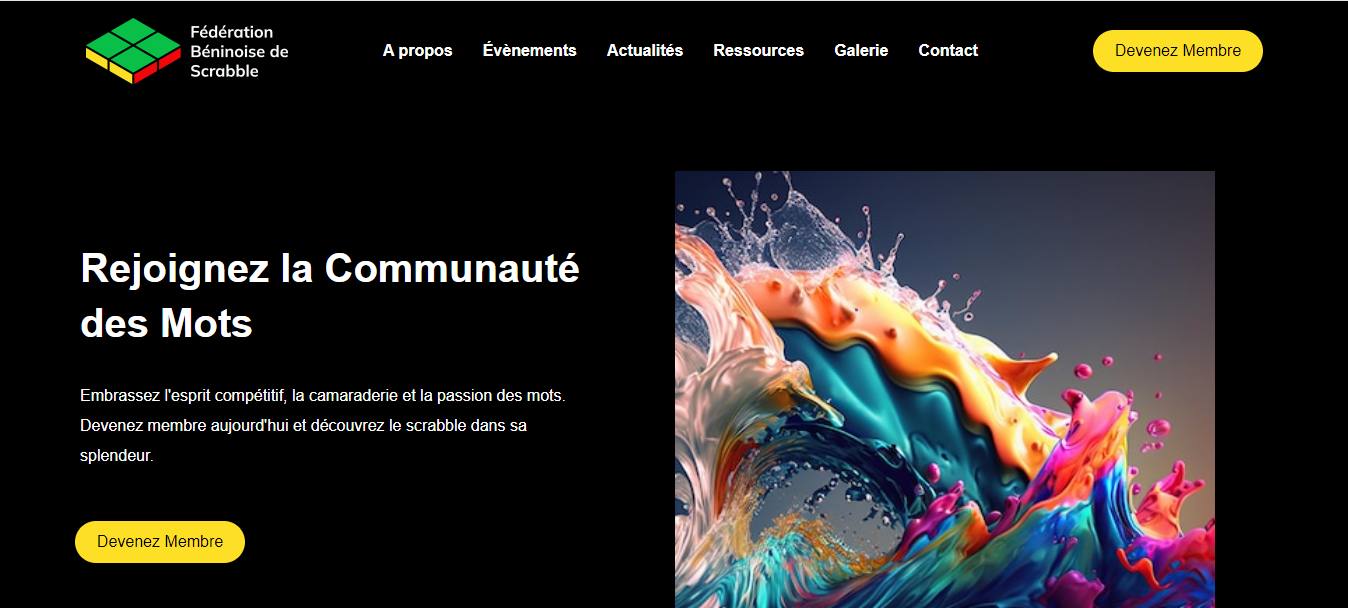 Fédération
Béninoise de
Scrabble
A propos
Évènements
Actualités
Ressources
Galerie
Contact
Devenez Membre
Rejoignez la Communauté
des Mots
Embrassez l'esprit compétitif, la camaraderie et la passion des mots.
Devenez membre aujourd'hui et découvrez le scrabble dans sa
splendeur.
Devenez Membre